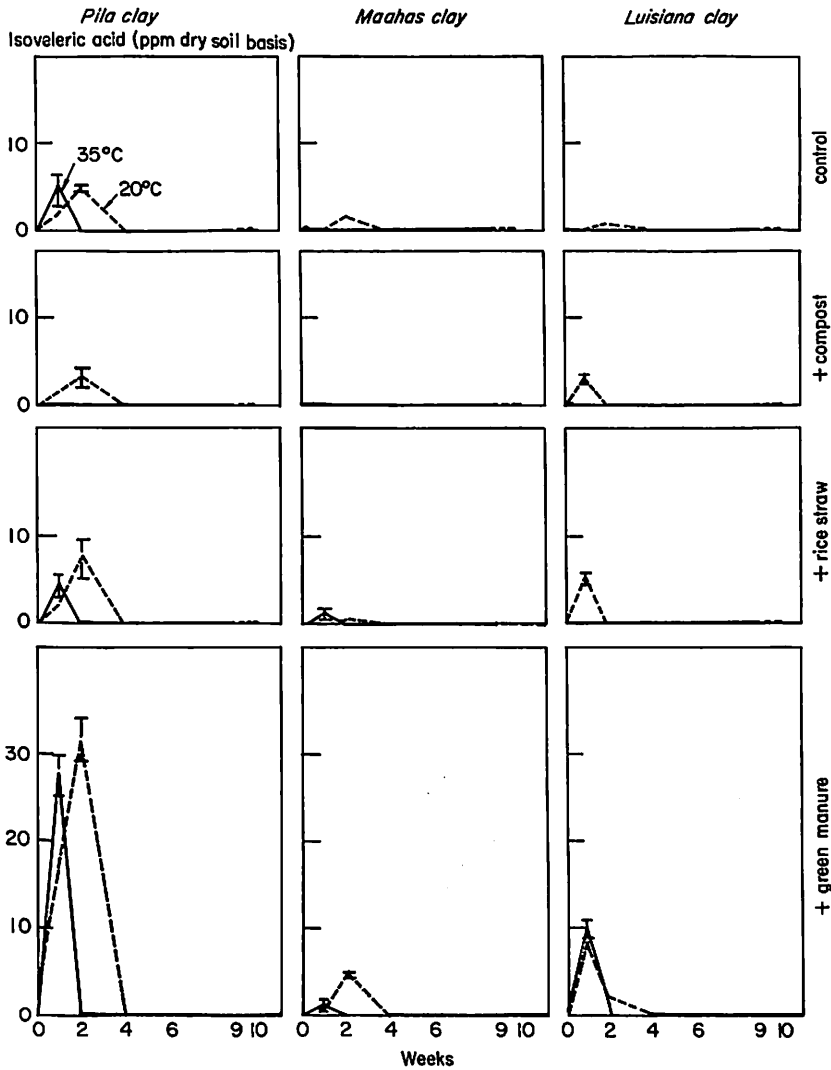 Pila clay Maahas clay Luisiana clay
Isoveleric acid (ppm dry soil basis)
10
35°C
20°C
0
control
10
0
+ compost
10
0
+ rice straw
30
20
10
0
+ green manure
0 2 4 6 9 10 0 2 4 6 9 10 0 2 4 6 9 10
Weeks